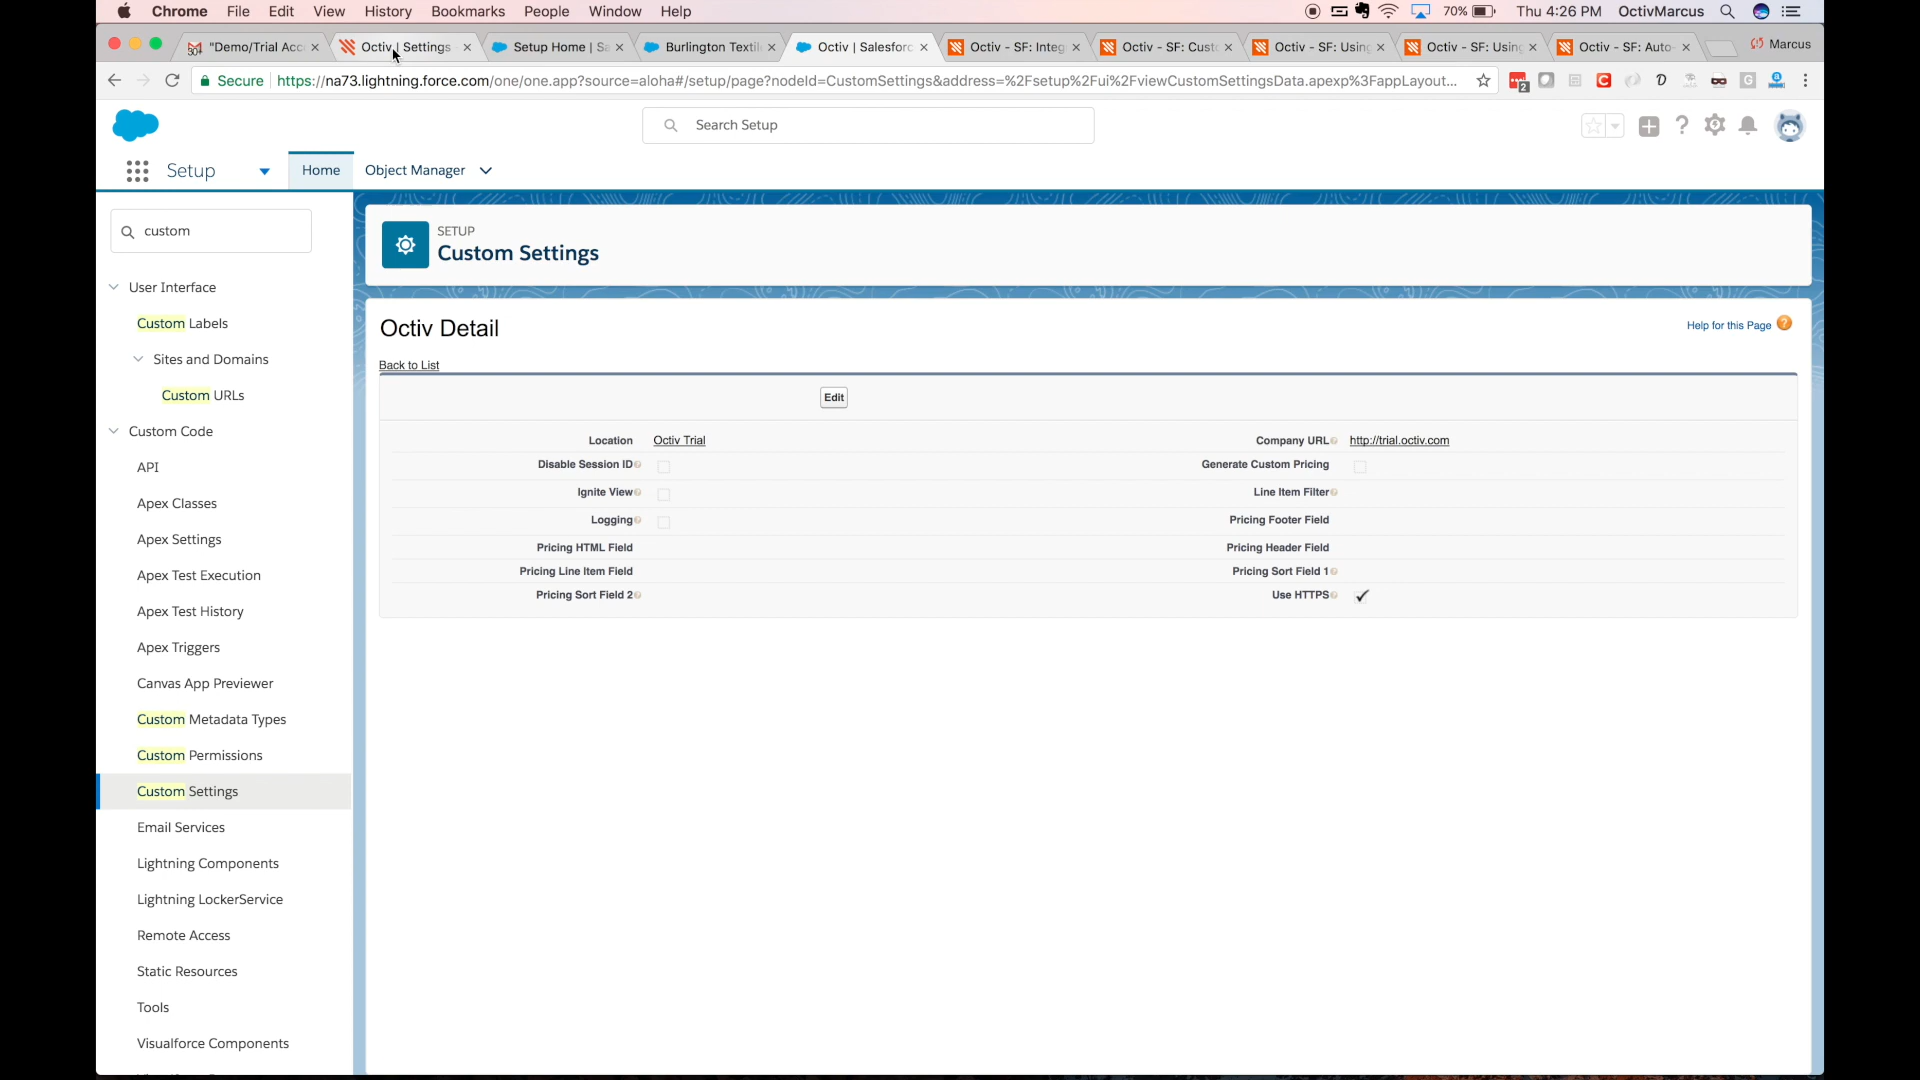 Chrome File Edit View History Bookmarks People Window Help 70% Thu 4:26 PM OctivMarcus
"Demo/Trial Acc Octiv | Settings Setup Home | Sa Burlington Textil Octiv | Salesforc Octiv - SF: Integ Octiv - SF: Cust Octiv - SF: Using Octiv - SF: Using Octiv - SF: Auto- Marcus
Secure https://na73.lightning.force.com/one/one.app?source=aloha#/setup/page?nodeId=CustomSettings&address=%2Fsetup%2Fui%2FviewCustomSettingsData.apexp%3FappLayout...
Search Setup
Setup Home Object Manager
custom
User Interface
Custom Labels
Sites and Domains
Custom URLs
Custom Code
API
Apex Classes
Apex Settings
Apex Test Execution
Apex Test History
Apex Triggers
Canvas App Previewer
Custom Metadata Types
Custom Permissions
Custom Settings
Email Services
Lightning Components
Lightning LockerService
Remote Access
Static Resources
Tools
Visualforce Components
SETUP
Custom Settings
Octiv Detail
Help for this Page ?
Back to List
Edit
Location Octiv Trial Company URL http://trial.octiv.com
Disable Session ID Generate Custom Pricing
Ignite View Line Item Filter
Logging Pricing Footer Field
Pricing HTML Field Pricing Header Field
Pricing Line Item Field Pricing Sort Field 1
Pricing Sort Field 2 Use HTTPS